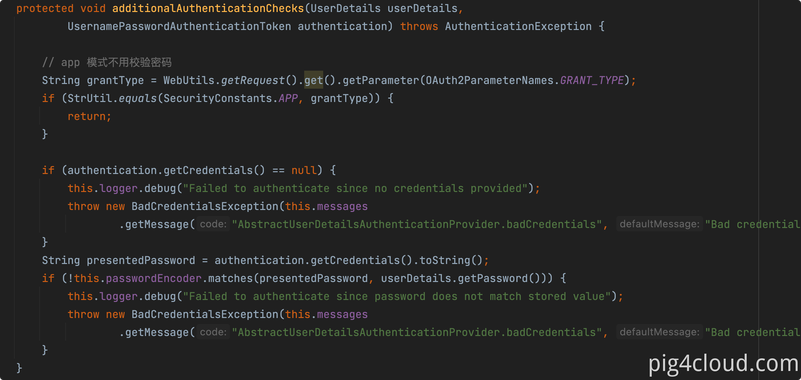 protected void additionalAuthenticationChecks(UserDetails userDetails,
UsernamePasswordAuthenticationToken authentication) throws AuthenticationException {
// app 模式不用校验密码
String grantType = WebUtils.getRequest().get().getParameter(OAuth2ParameterNames.GRANT_TYPE);
if (StrUtil.equals(SecurityConstants.APP, grantType)) {
return;
}
if (authentication.getCredentials() == null) {
this.logger.debug("Failed to authenticate since no credentials provided");
throw new BadCredentialsException(this.messages
.getMessage( code: "AbstractUserDetailsAuthenticationProvider.badCredentials", defaultMessage: "Bad credential
}
String presentedPassword = authentication.getCredentials().toString();
if (!this.passwordEncoder.matches(presentedPassword, userDetails.getPassword())) {
this.logger.debug("Failed to authenticate since password does not match stored value");
throw new BadCredentialsException(this.messages
.getMessage( code: "AbstractUserDetailsAuthenticationProvider.badCredentials", defaultMessage: "Bad credential
}
}
pig4cloud.com